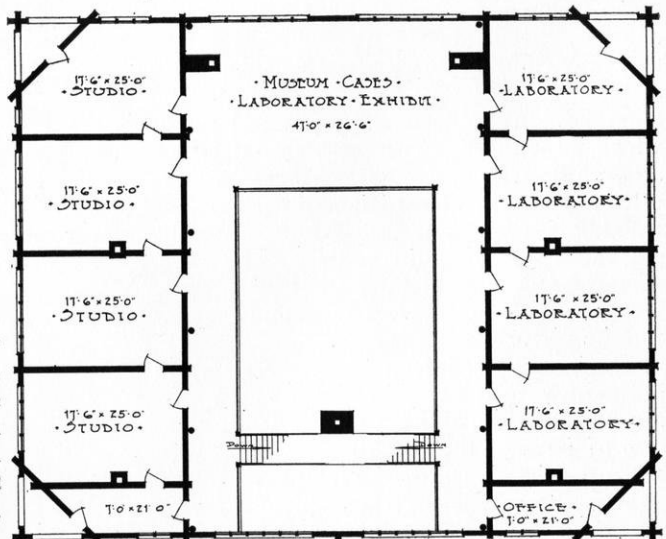 17'-6" × 25'-0"
· STUDIO ·
· MUSEUM · CASES ·
· LABORATORY · EXHIBIT ·
47'-0" × 26'-6"
17'-6" × 25'-0"
· LABORATORY ·
17'-6" × 25'-0"
· STUDIO ·
17'-6" × 25'-0"
· LABORATORY ·
17'-6" × 25'-0"
· STUDIO ·
17'-6" × 25'-0"
· LABORATORY ·
17'-6" × 25'-0"
· STUDIO ·
17'-6" × 25'-0"
· LABORATORY ·
DOWN
DOWN
7'-0" × 21'-0"
· OFFICE ·
7'-0" × 21'-0"